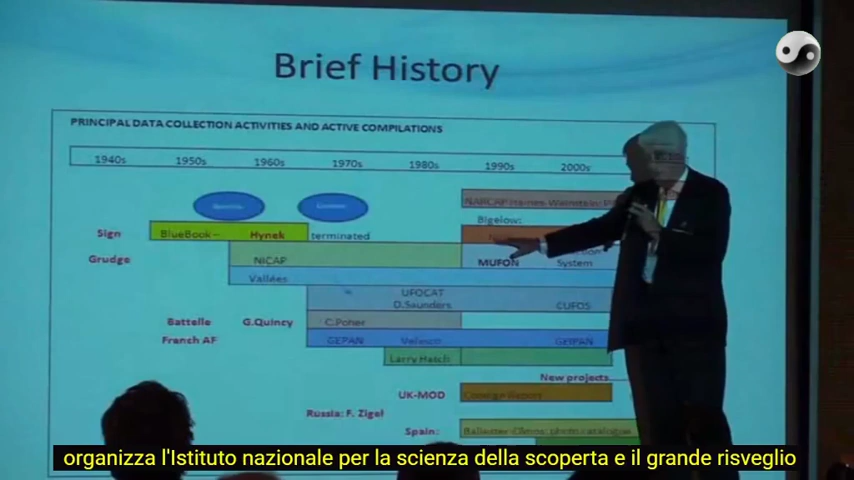 Brief History
PRINCIPAL DATA COLLECTION ACTIVITIES AND ACTIVE COMPILATIONS
1940s 1950s 1960s 1970s 1980s 1990s 2000s
NARCAP Haines Weinstein:
Bigelow:
Sign BlueBook – Hynek terminated
Grudge NICAP MUFON System
Vallées
UFOCAT
D.Saunders CUFOS
Battelle G.Quincy C.Poher
French AF GEPAN Velasco GEIPAN
Larry Hatch
New projects
UK-MOD Condign Report
Russia: F. Zigel
Spain: Ballester-Olmos: photo catalogue
organizza l'Istituto nazionale per la scienza della scoperta e il grande risveglio